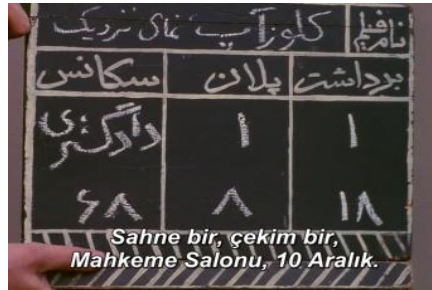 نام فیلم کلوزآپ نمای نزدیک
برداشت پلان سکانس
۱ ۱ دادگستری
۱۸ ۸ ۶۸
Sahne bir, çekim bir,
Mahkeme Salonu, 10 Aralık.